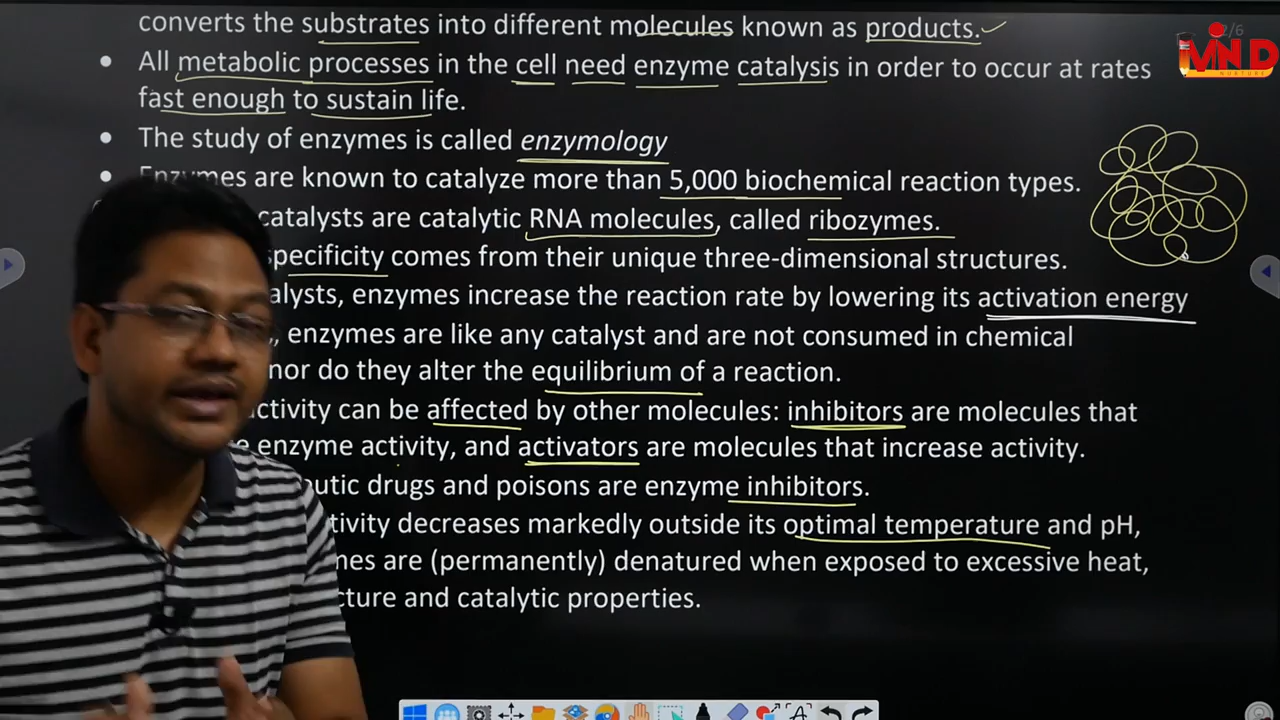 converts the substrates into different molecules known as products.
2/6
MIND
NURTURE
• All metabolic processes in the cell need enzyme catalysis in order to occur at rates
fast enough to sustain life.
• The study of enzymes is called enzymology
• Enzymes are known to catalyze more than 5,000 biochemical reaction types.
catalysts are catalytic RNA molecules, called ribozymes.
specificity comes from their unique three-dimensional structures.
alysts, enzymes increase the reaction rate by lowering its activation energy
, enzymes are like any catalyst and are not consumed in chemical
nor do they alter the equilibrium of a reaction.
ctivity can be affected by other molecules: inhibitors are molecules that
e enzyme activity, and activators are molecules that increase activity.
utic drugs and poisons are enzyme inhibitors.
tivity decreases markedly outside its optimal temperature and pH,
mes are (permanently) denatured when exposed to excessive heat,
cture and catalytic properties.